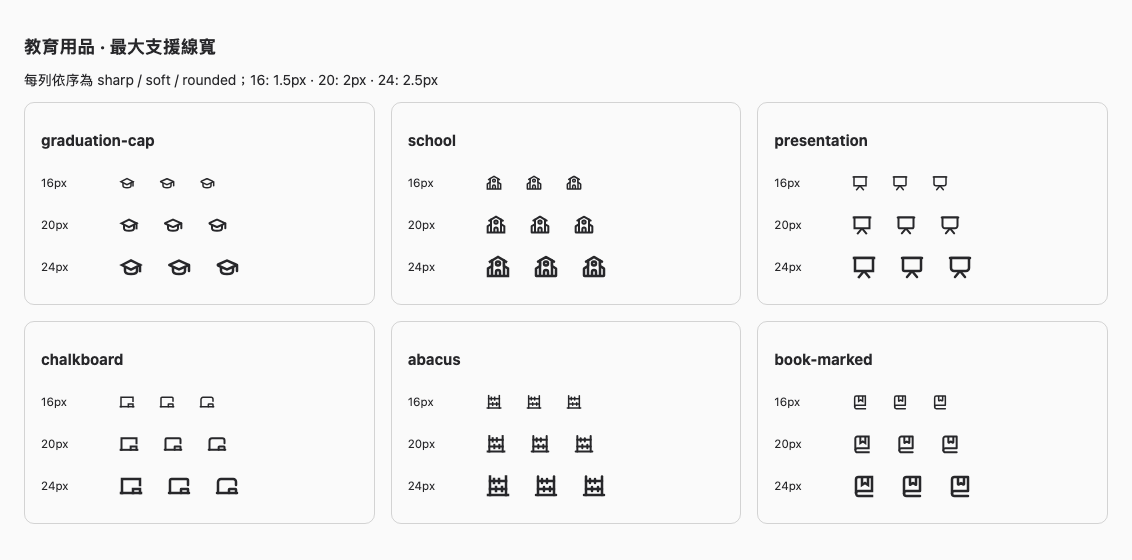 教育用品 · 最大支援線寬
每列依序為 sharp / soft / rounded；16: 1.5px · 20: 2px · 24: 2.5px
graduation-cap
16px
20px
24px
school
16px
20px
24px
presentation
16px
20px
24px
chalkboard
16px
20px
24px
abacus
16px
20px
24px
book-marked
16px
20px
24px